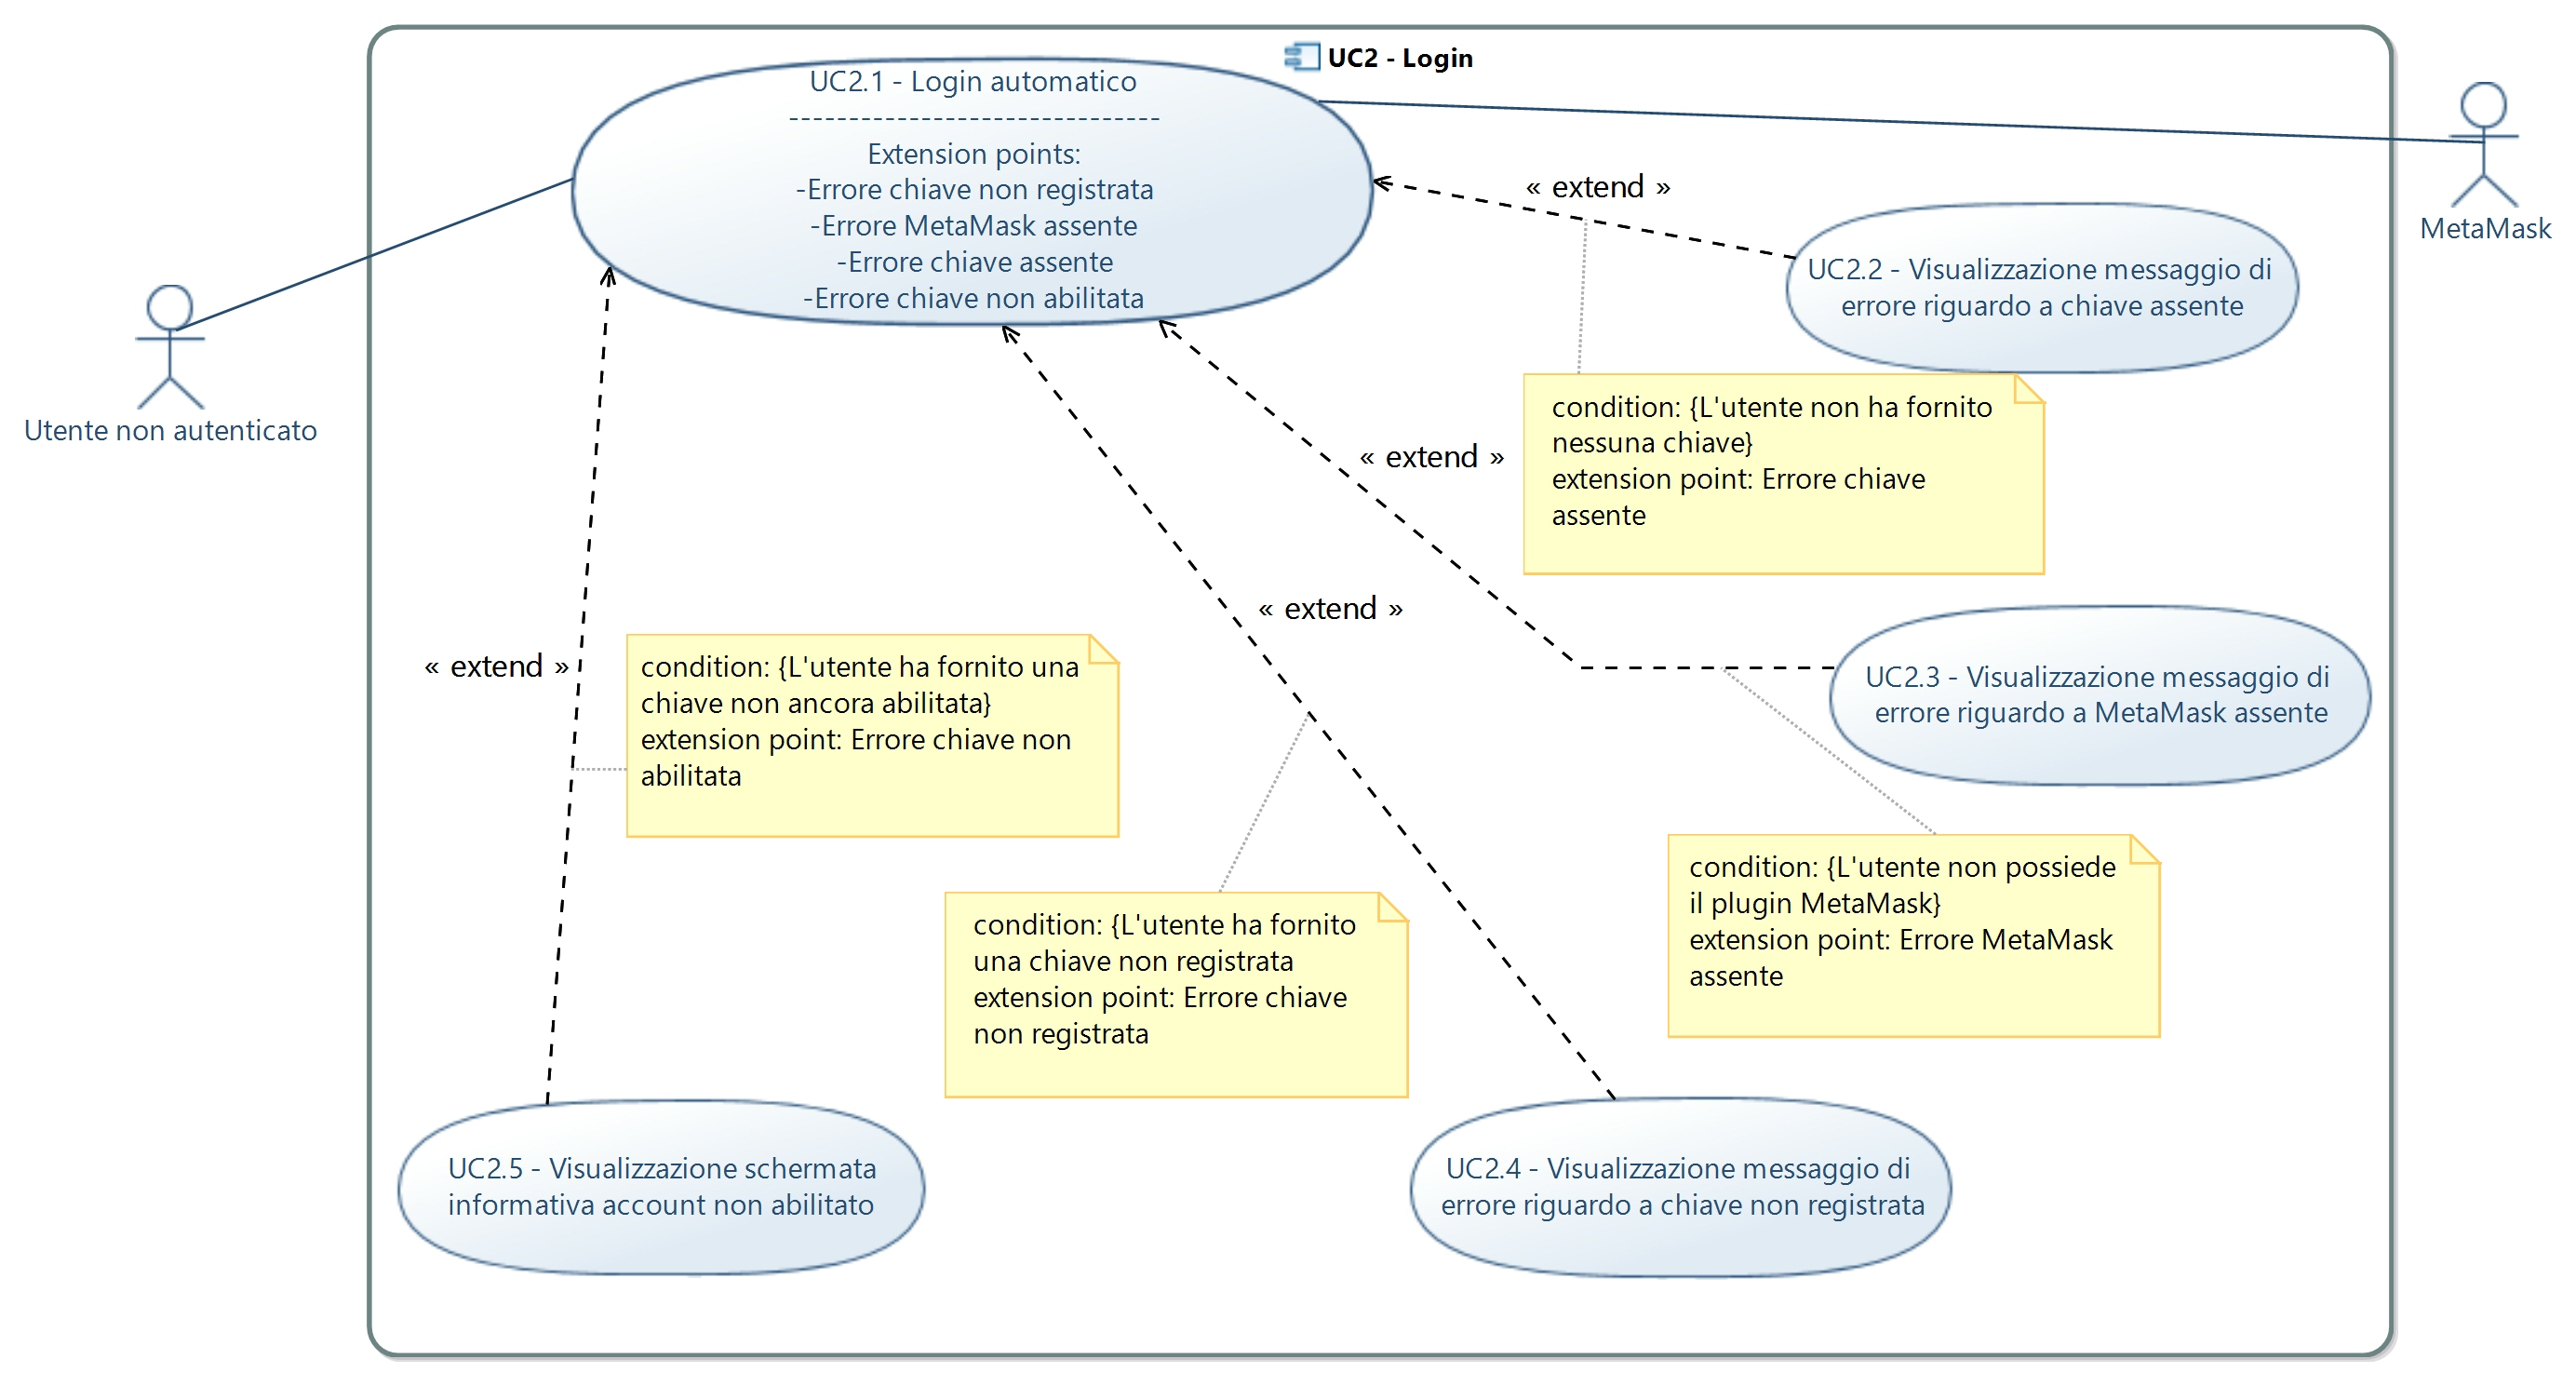 UC2 - Login
UC2.1 - Login automatico
-------------------------------
Extension points:
-Errore chiave non registrata
-Errore MetaMask assente
-Errore chiave assente
-Errore chiave non abilitata
MetaMask
« extend »
UC2.2 - Visualizzazione messaggio di
errore riguardo a chiave assente
Utente non autenticato
condition: {L'utente non ha fornito
nessuna chiave}
extension point: Errore chiave
assente
« extend »
« extend »
« extend »
condition: {L'utente ha fornito una
chiave non ancora abilitata}
extension point: Errore chiave non
abilitata
UC2.3 - Visualizzazione messaggio di
errore riguardo a MetaMask assente
condition: {L'utente non possiede
il plugin MetaMask}
extension point: Errore MetaMask
assente
condition: {L'utente ha fornito
una chiave non registrata
extension point: Errore chiave
non registrata
UC2.5 - Visualizzazione schermata
informativa account non abilitato
UC2.4 - Visualizzazione messaggio di
errore riguardo a chiave non registrata